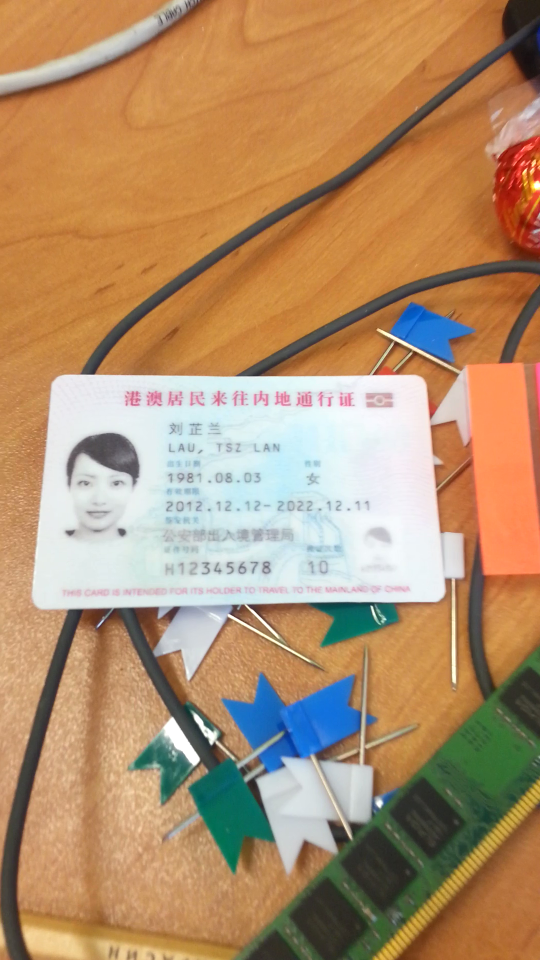 港澳居民来往内地通行证
刘芷兰
LAU, TSZ LAN
出生日期 性别
1981.08.03 女
有效期限
2012.12.12-2022.12.11
签发机关
公安部出入境管理局
证件号码 换证次数
H12345678 10
THIS CARD IS INTENDED FOR ITS HOLDER TO TRAVEL TO THE MAINLAND OF CHINA
CABLE